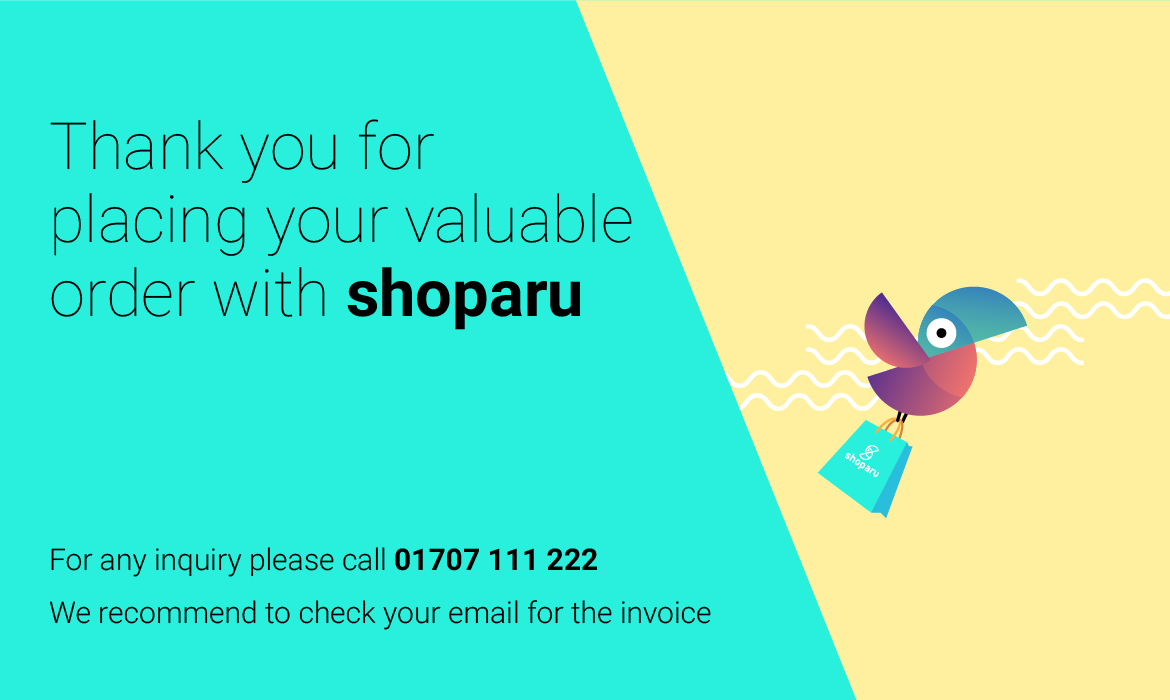 Thank you for
placing your valuable
order with shoparu
shoparu
For any inquiry please call 01707 111 222
We recommend to check your email for the invoice